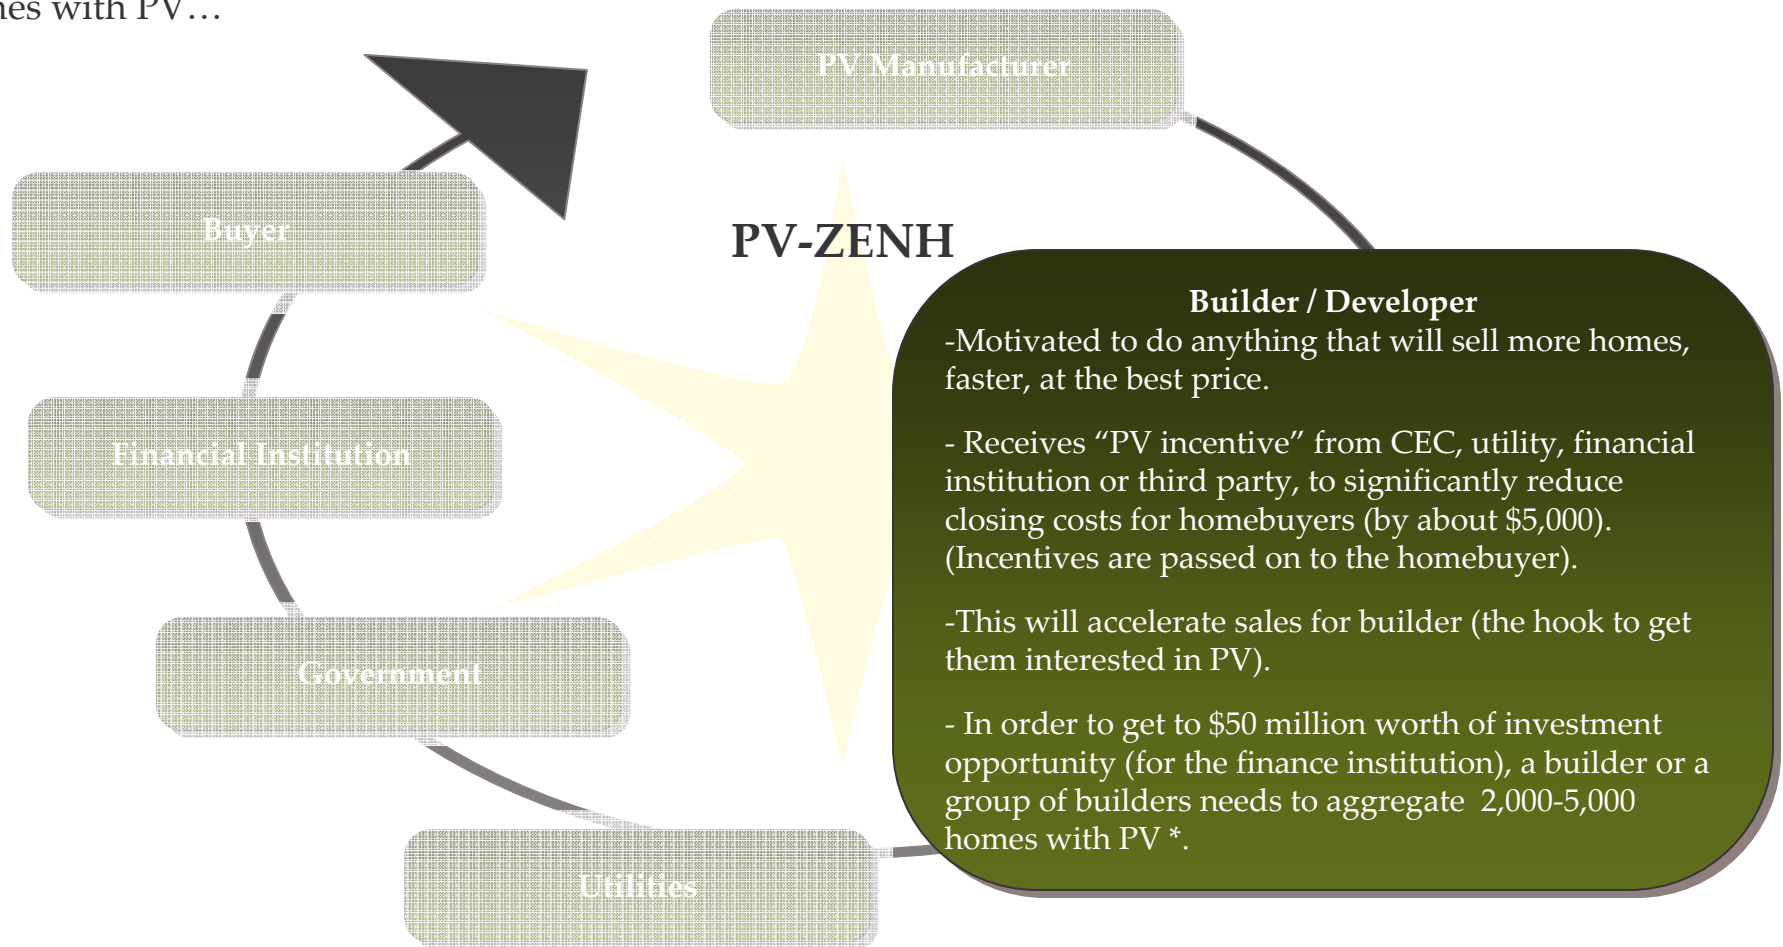 mes with PV…
PV Manufacturer
Buyer
PV-ZENH
Builder / Developer
-Motivated to do anything that will sell more homes,
faster, at the best price.
- Receives “PV incentive” from CEC, utility, financial
institution or third party, to significantly reduce
closing costs for homebuyers (by about $5,000).
(Incentives are passed on to the homebuyer).
-This will accelerate sales for builder (the hook to get
them interested in PV).
- In order to get to $50 million worth of investment
opportunity (for the finance institution), a builder or a
group of builders needs to aggregate 2,000-5,000
homes with PV *.
Financial Institution
Government
Utilities